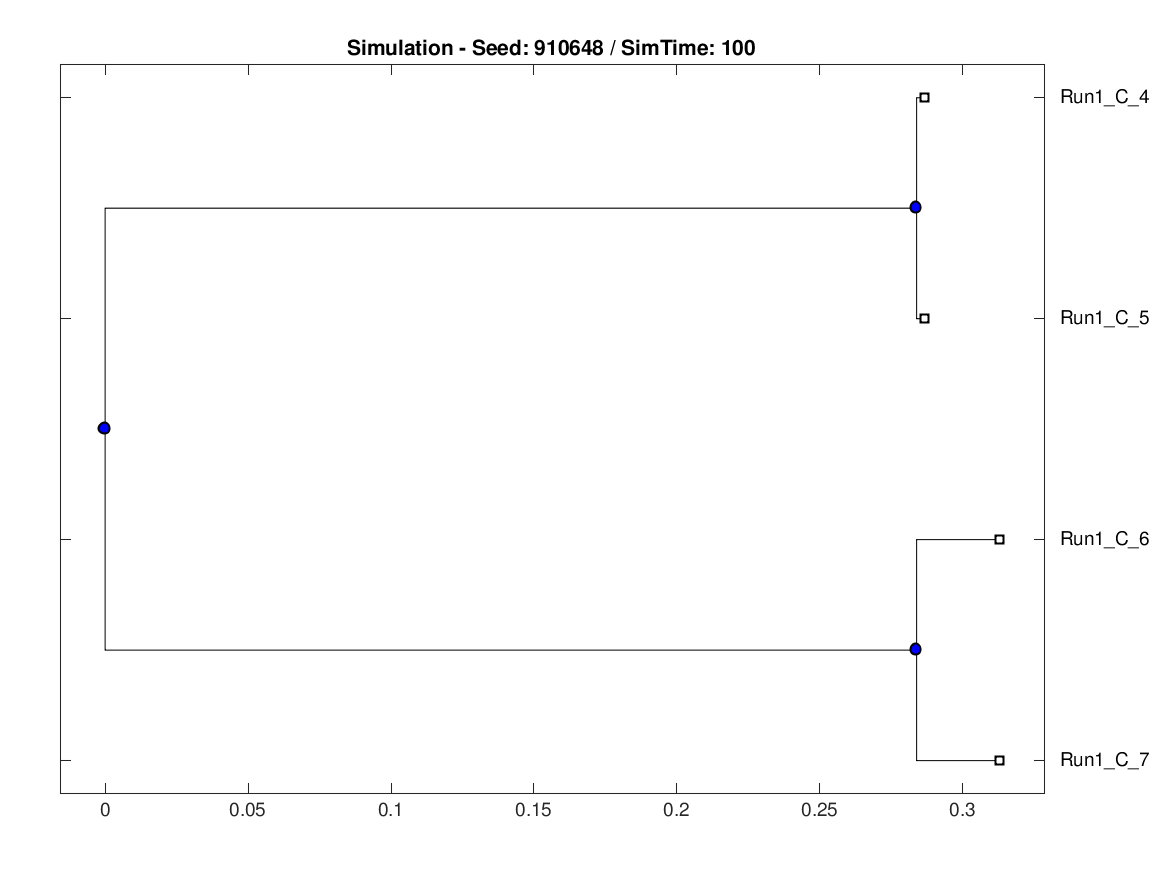 Simulation - Seed: 910648 / SimTime: 100
Run1_C_4
Run1_C_5
Run1_C_6
Run1_C_7
0 0.05 0.1 0.15 0.2 0.25 0.3